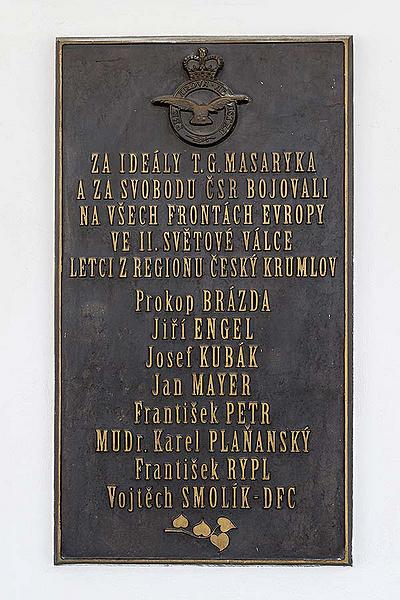 ZA IDEÁLY T.G. MASARYKA
A ZA SVOBODU ČSR BOJOVALI
NA VŠECH FRONTÁCH EVROPY
VE II. SVĚTOVÉ VÁLCE
LETCI Z REGIONU ČESKÝ KRUMLOV
Prokop BRÁZDA
Jiří ENGEL
Josef KUBÁK
Jan MAYER
František PETR
MUDr. Karel PLAŇANSKÝ
František RYPL
Vojtěch SMOLÍK-DFC